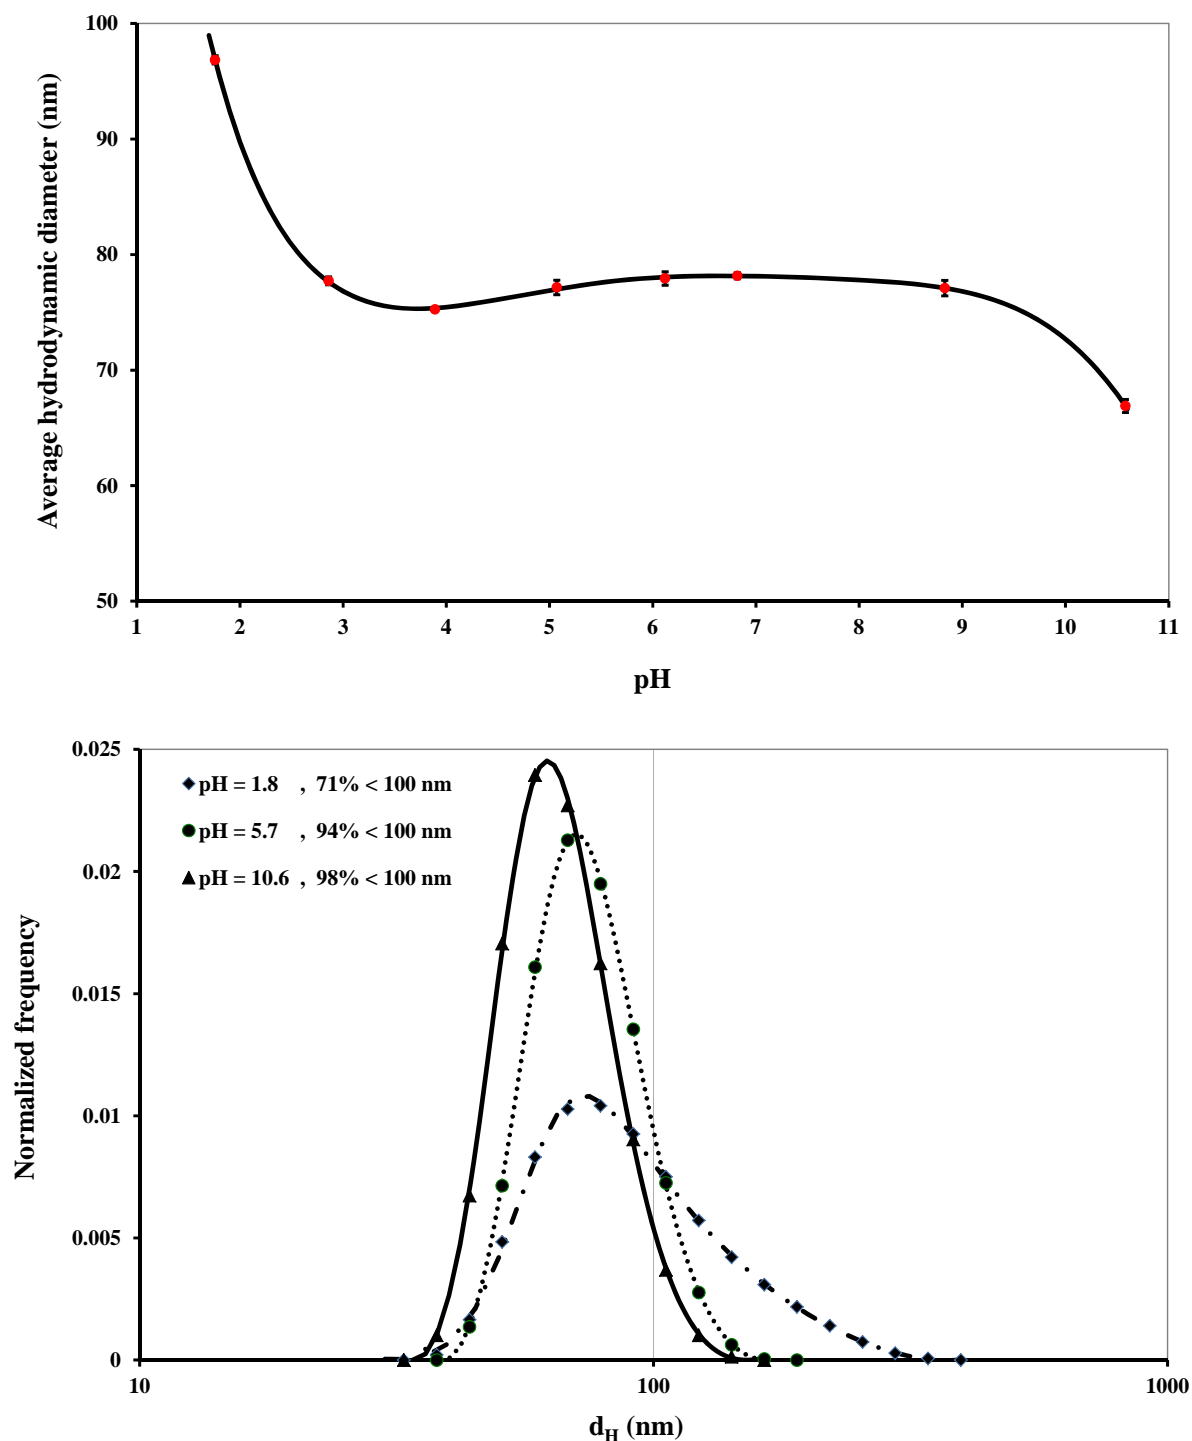 100
90
80
70
60
50
Average hydrodynamic diameter (nm)
1 2 3 4 5 6 7 8 9 10 11
pH
0.025
0.02
0.015
0.01
0.005
0
Normalized frequency
pH = 1.8 , 71% < 100 nm
pH = 5.7 , 94% < 100 nm
pH = 10.6 , 98% < 100 nm
10 100 1000
dH (nm)